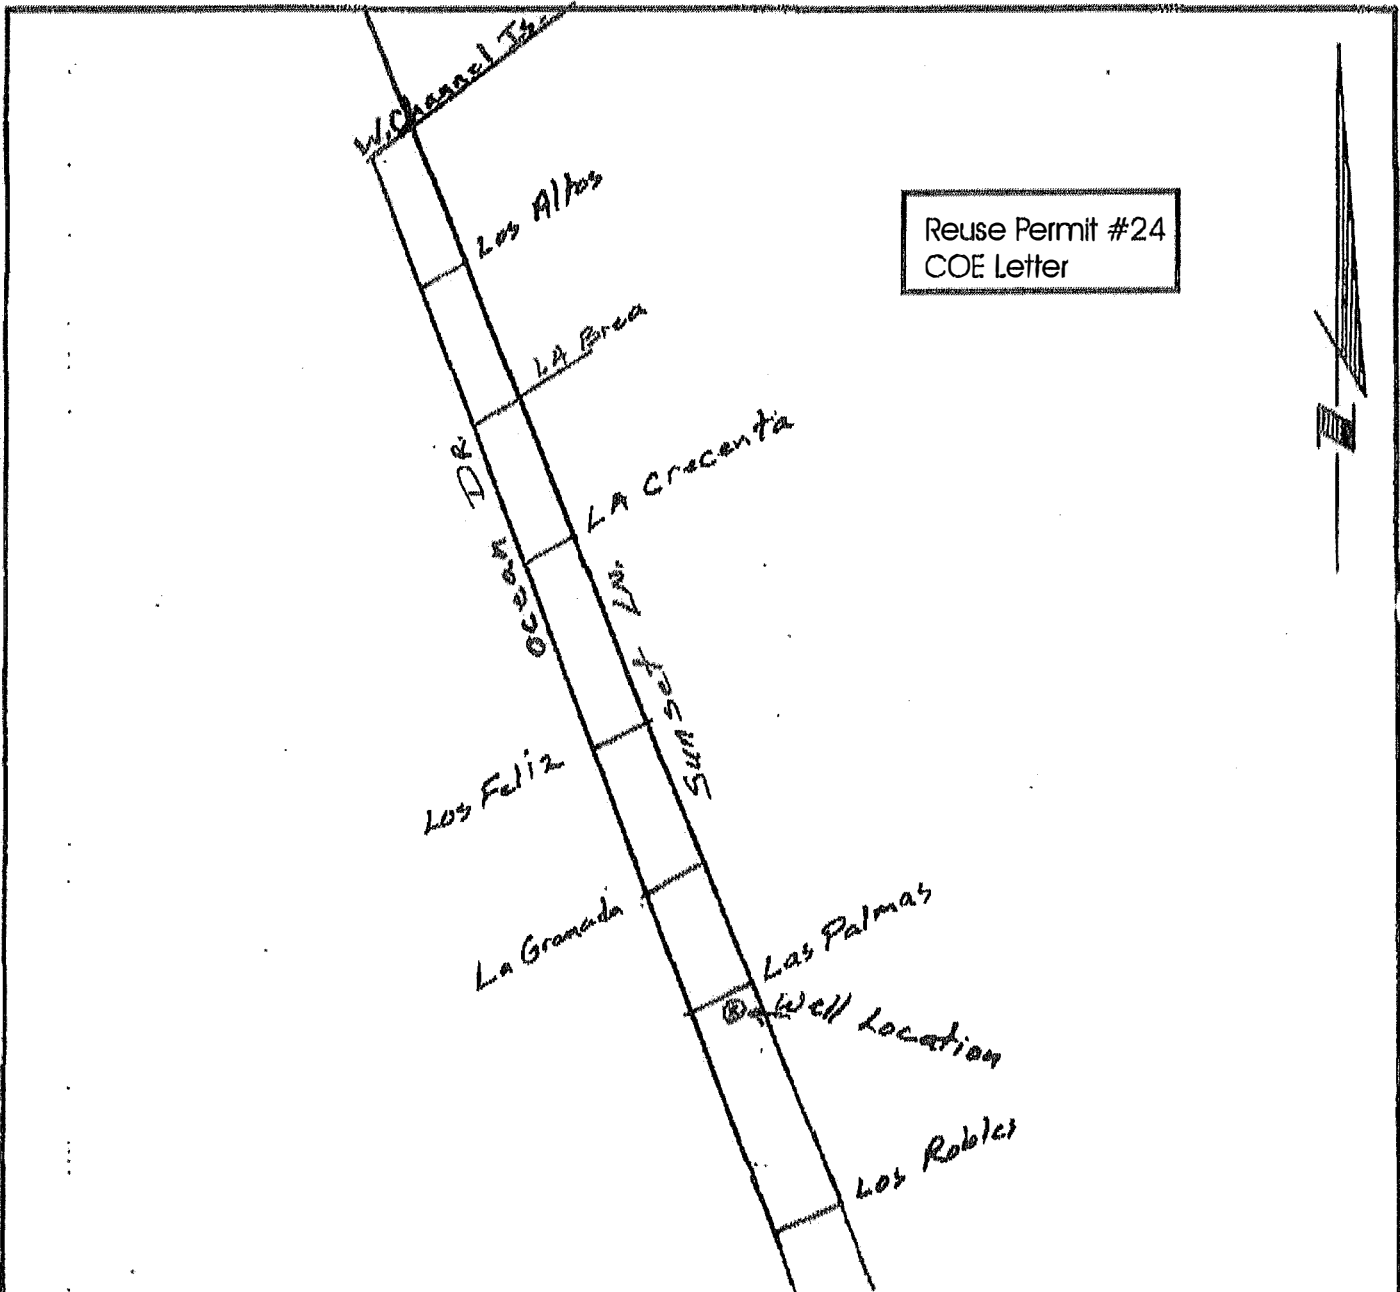 W. Channel Is.
Los Altos
Reuse Permit #24
COE Letter
LA Brea
LA Crecenta
OCEAN DR
Sunset LN.
Los Feliz
La Granada
Las Palmas
Well Location
Los Robles
N